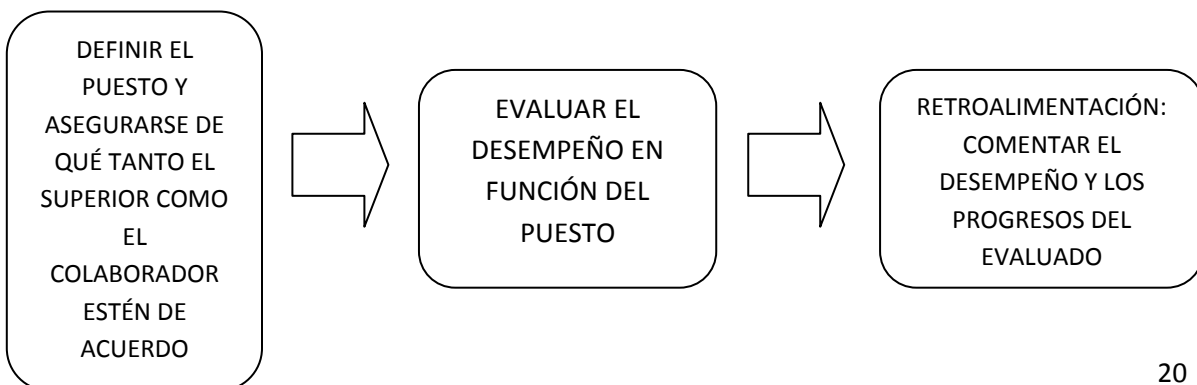 DEFINIR EL
PUESTO Y
ASEGURARSE DE
QUÉ TANTO EL
SUPERIOR COMO
EL
COLABORADOR
ESTÉN DE
ACUERDO
EVALUAR EL
DESEMPEÑO EN
FUNCIÓN DEL
PUESTO
RETROALIMENTACIÓN:
COMENTAR EL
DESEMPEÑO Y LOS
PROGRESOS DEL
EVALUADO
20